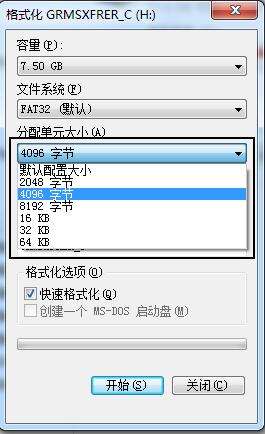 格式化 GRMSXFRER_C (H:)
容量(P):
7.50 GB
文件系统(F)
FAT32 (默认)
分配单元大小(A)
4096 字节
默认配置大小
2048 字节
4096 字节
8192 字节
16 KB
32 KB
64 KB
格式化选项(O)
快速格式化(Q)
创建一个 MS-DOS 启动盘(M)
开始(S)
关闭(C)